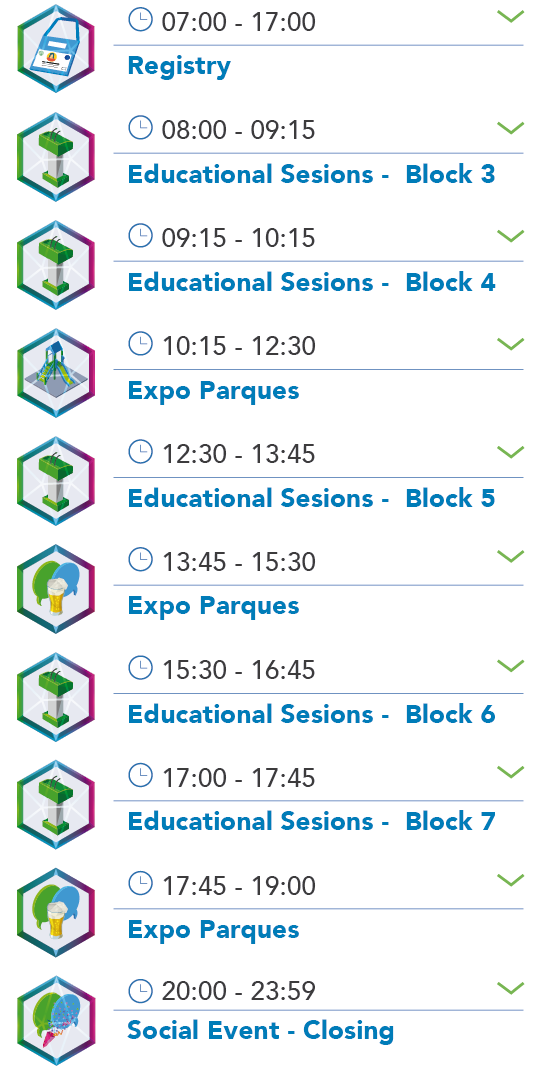 07:00 - 17:00
Registry
08:00 - 09:15
Educational Sesions - Block 3
09:15 - 10:15
Educational Sesions - Block 4
10:15 - 12:30
Expo Parques
12:30 - 13:45
Educational Sesions - Block 5
13:45 - 15:30
Expo Parques
15:30 - 16:45
Educational Sesions - Block 6
17:00 - 17:45
Educational Sesions - Block 7
17:45 - 19:00
Expo Parques
20:00 - 23:59
Social Event - Closing